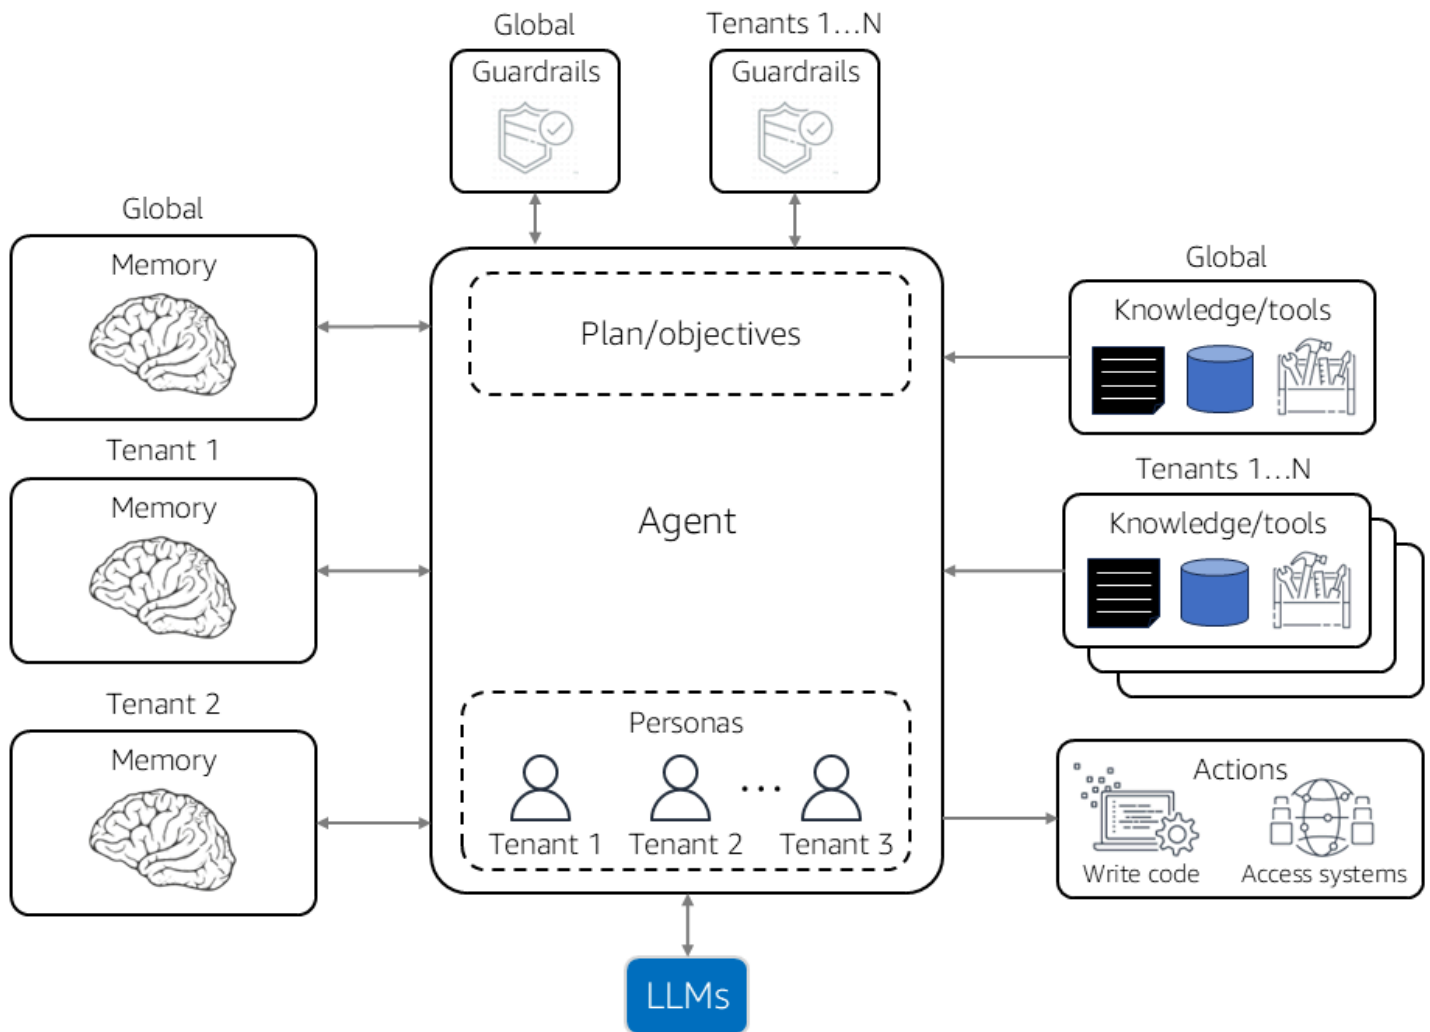 Global
Tenants 1...N
Guardrails
Guardrails
Global
Memory
Plan/objectives
Global
Knowledge/tools
Tenant 1
Memory
Agent
Tenants 1...N
Knowledge/tools
Tenant 2
Memory
Personas
Tenant 1
Tenant 2
...
Tenant 3
Actions
Write code
Access systems
LLMs